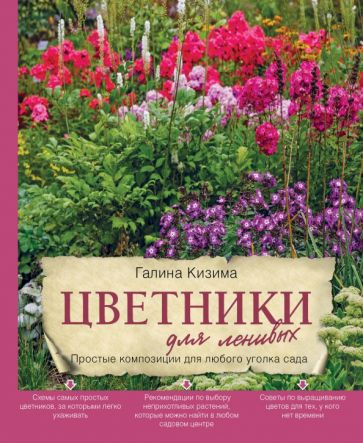 Галина Кизима
ЦВЕТНИКИ
для ленивых
Простые композиции для любого уголка сада
Схемы самых простых
цветников, за которыми легко
ухаживать
Рекомендации по выбору
неприхотливых растений,
которые можно найти в любом
садовом центре
Советы по выращиванию
цветов для тех, у кого
нет времени